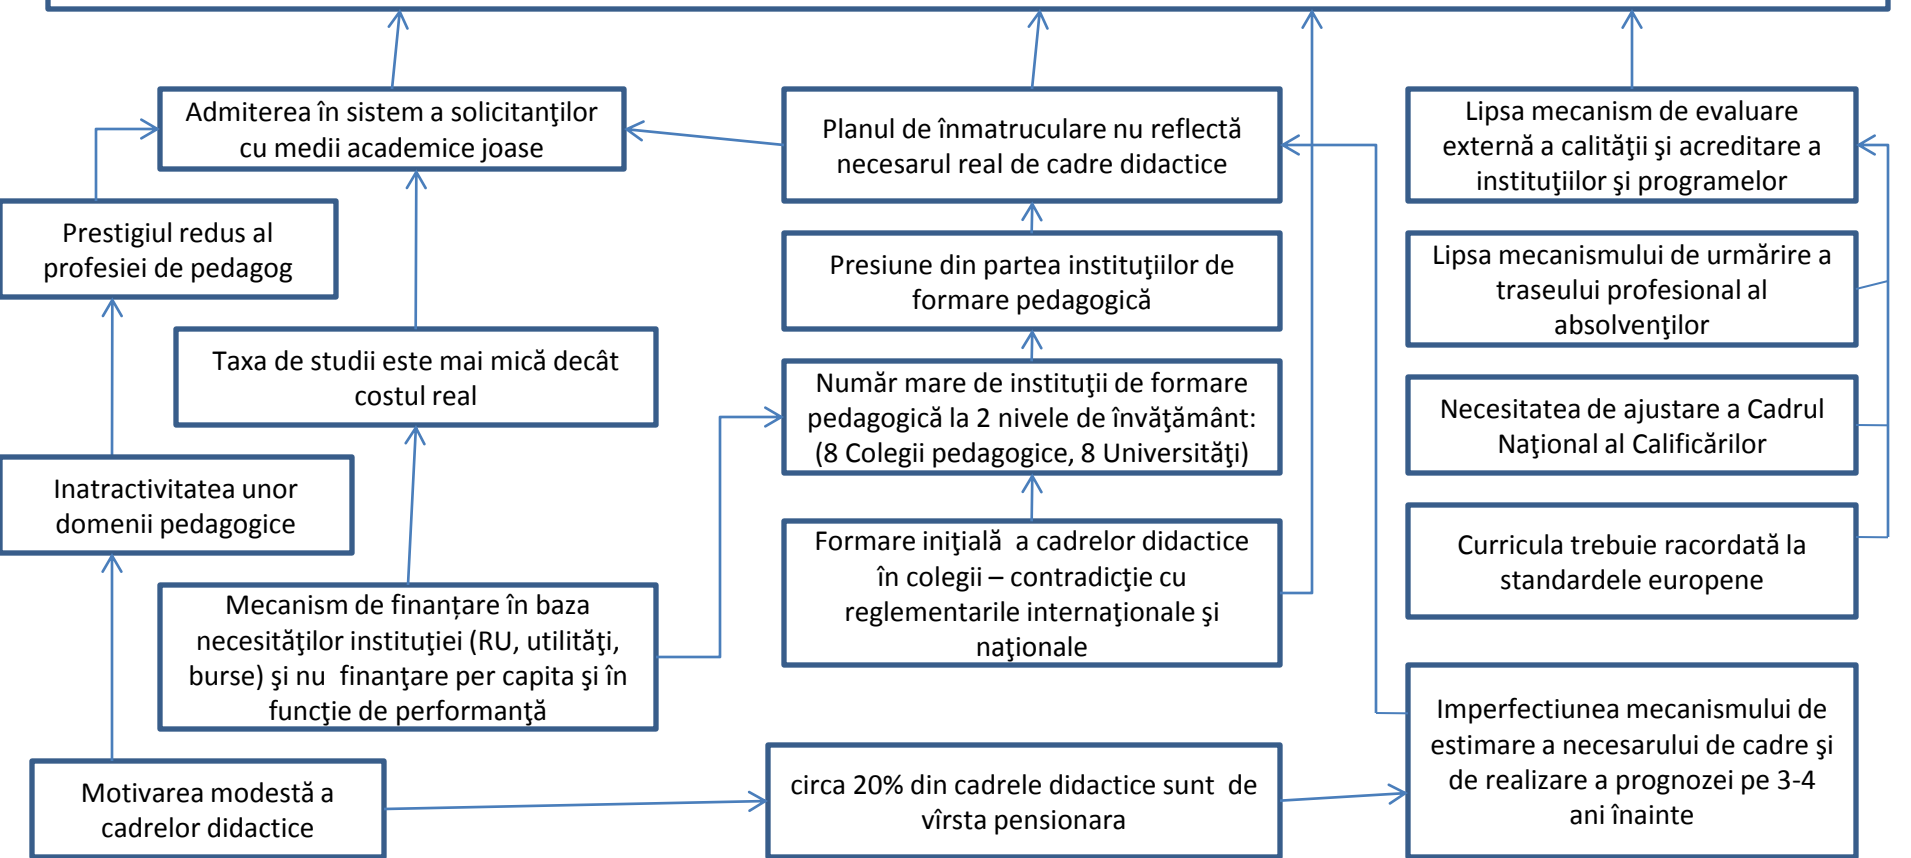 Admiterea în sistem a solicitanţilor
cu medii academice joase
Planul de înmatruculare nu reflectă
necesarul real de cadre didactice
Lipsa mecanism de evaluare
externă a calităţii şi acreditare a
instituţiilor şi programelor
Prestigiul redus al
profesiei de pedagog
Presiune din partea instituţiilor de
formare pedagogică
Lipsa mecanismului de urmărire a
traseului profesional al
absolvenţilor
Taxa de studii este mai mică decât
costul real
Număr mare de instituţii de formare
pedagogică la 2 nivele de învăţământ:
(8 Colegii pedagogice, 8 Universităţi)
Necesitatea de ajustare a Cadrul
Naţional al Calificărilor
Inatractivitatea unor
domenii pedagogice
Formare iniţială  a cadrelor didactice
în colegii – contradicţie cu
reglementarile internaţionale şi
naţionale
Curricula trebuie racordată la
standardele europene
Mecanism de finanțare în baza
necesităţilor instituţiei (RU, utilităţi,
burse) şi nu  finanţare per capita şi în
funcţie de performanţă
Imperfectiunea mecanismului de
estimare a necesarului de cadre şi
de realizare a prognozei pe 3-4
ani înainte
Motivarea modestă a
cadrelor didactice
circa 20% din cadrele didactice sunt  de
vîrsta pensionara